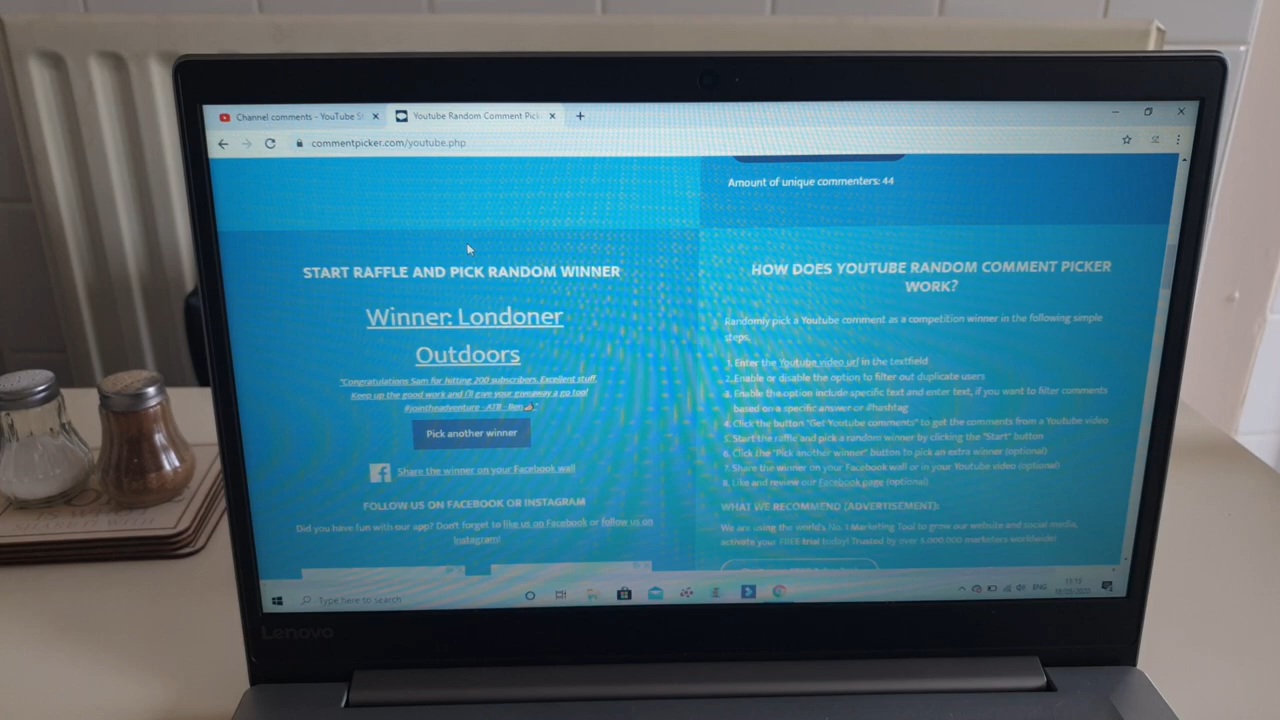 Channel comments - YouTube St
Youtube Random Comment Pick
commentpicker.com/youtube.php
Amount of unique commenters: 44
START RAFFLE AND PICK RANDOM WINNER
Winner: Londoner
Outdoors
"Congratulations Sam for hitting 200 subscribers. Excellent stuff.
Keep up the good work and I'll give your giveaway a go too!
#jointheadventure -ATB - Ben
Pick another winner
Share the winner on your Facebook wall
FOLLOW US ON FACEBOOK OR INSTAGRAM
Did you have fun with our app? Don't forget to like us on Facebook or follow us on
Instagram!
HOW DOES YOUTUBE RANDOM COMMENT PICKER
WORK?
Randomly pick a Youtube comment as a competition winner in the following simple
steps.
1. Enter the Youtube video url in the textfield
2. Enable or disable the option to filter out duplicate users
3. Enable the option include specific text and enter text, if you want to filter comments
based on a specific answer or #hashtag
4. Click the button "Get Youtube comments" to get the comments from a Youtube video
5. Start the raffle and pick a random winner by clicking the "Start" button
6. Click the "Pick another winner" button to pick an extra winner (optional)
7. Share the winner on your Facebook wall or in your Youtube video (optional)
8. Like and review our Facebook page (optional)
WHAT WE RECOMMEND (ADVERTISEMENT):
We are using the world's No. 1 Marketing Tool to grow our website and social media,
activate your FREE trial today! Trusted by over 5.000.000 marketers worldwide!
Type here to search
ENG
Lenovo